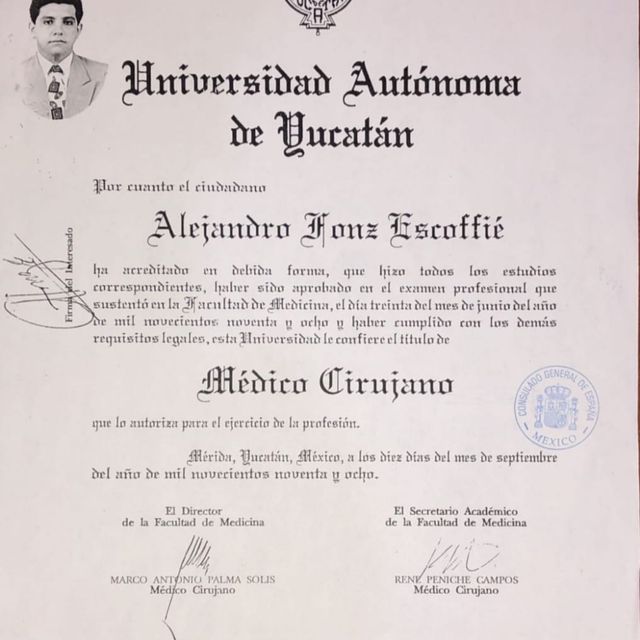 Universidad Autónoma
de Yucatán
Por cuanto el ciudadano
Alejandro Fonz Escoffié
ha acreditado en debida forma, que hizo todos los estudios
correspondientes, haber sido aprobado en el examen profesional que
sustentó en la Facultad de Medicina, el día treinta del mes de junio del año
de mil novecientos noventa y ocho y haber cumplido con los demás
requisitos legales, esta Universidad le confiere el título de
Médico Cirujano
que lo autoriza para el ejercicio de la profesión.
Mérida, Yucatán, México, a los diez días del mes de septiembre
del año de mil novecientos noventa y ocho.
Firma del Interesado
CONSULADO GENERAL DE ESPAÑA
MEXICO
El Director
de la Facultad de Medicina
MARCO ANTONIO PALMA SOLIS
Médico Cirujano
El Secretario Académico
de la Facultad de Medicina
RENE PENICHE CAMPOS
Médico Cirujano